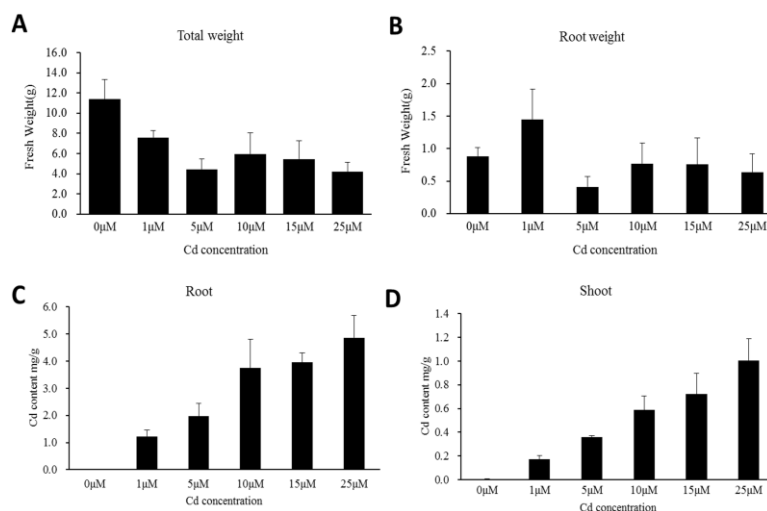 A
Total weight
Fresh Weight(g)
16.0
14.0
12.0
10.0
8.0
6.0
4.0
2.0
0.0
0μM 1μM 5μM 10μM 15μM 25μM
Cd concentration
B
Root weight
Fresh Weight(g)
2.5
2.0
1.5
1.0
0.5
0.0
0μM 1μM 5μM 10μM 15μM 25μM
Cd concentration
C
Root
Cd content mg/g
6.0
5.0
4.0
3.0
2.0
1.0
0.0
0μM 1μM 5μM 10μM 15μM 25μM
Cd concentration
D
Shoot
Cd content mg/g
1.4
1.2
1.0
0.8
0.6
0.4
0.2
0.0
0μM 1μM 5μM 10μM 15μM 25μM
Cd concentration